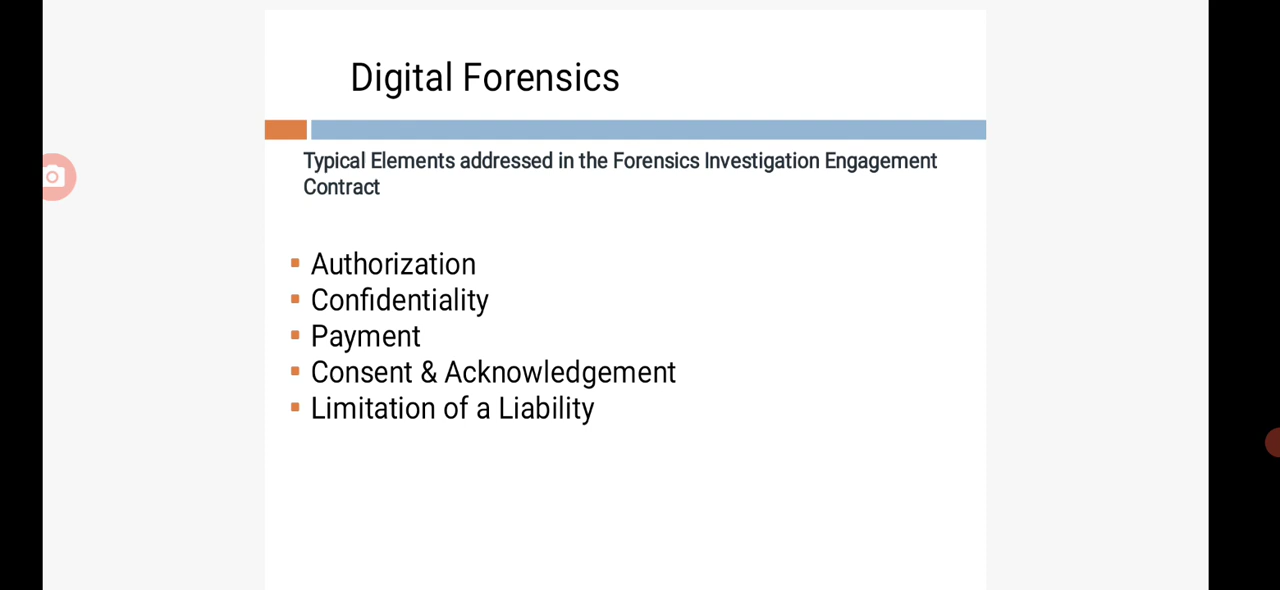 Digital Forensics
Typical Elements addressed in the Forensics Investigation Engagement
Contract
Authorization
Confidentiality
Payment
Consent & Acknowledgement
Limitation of a Liability